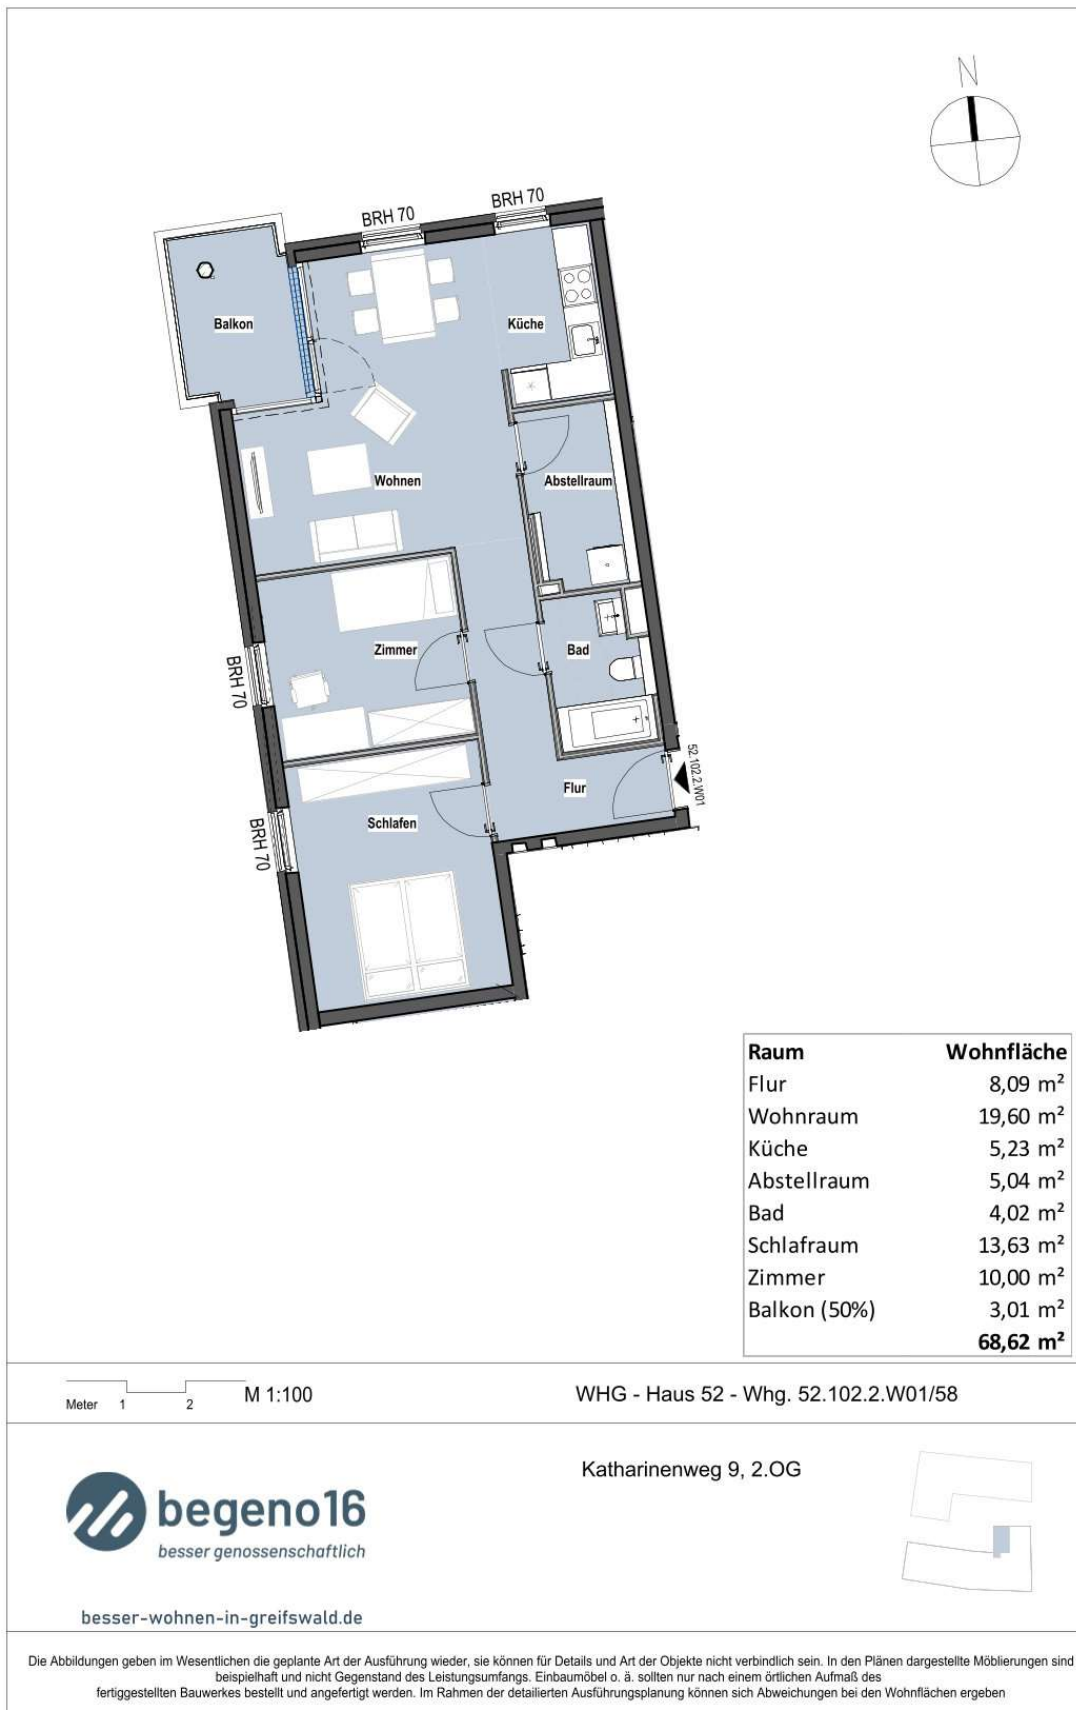 N
BRH 70
BRH 70
Balkon
Küche
Wohnen
Abstellraum
Zimmer
Bad
BRH 70
52.102.2.W01
Flur
Schlafen
BRH 70
Raum Wohnfläche
Flur 8,09 m²
Wohnraum 19,60 m²
Küche 5,23 m²
Abstellraum 5,04 m²
Bad 4,02 m²
Schlafraum 13,63 m²
Zimmer 10,00 m²
Balkon (50%) 3,01 m²
68,62 m²
Meter 1 2 M 1:100
WHG - Haus 52 - Whg. 52.102.2.W01/58
Katharinenweg 9, 2.OG
begeno16
besser genossenschaftlich
besser-wohnen-in-greifswald.de
Die Abbildungen geben im Wesentlichen die geplante Art der Ausführung wieder, sie können für Details und Art der Objekte nicht verbindlich sein. In den Plänen dargestellte Möblierungen sind
beispielhaft und nicht Gegenstand des Leistungsumfangs. Einbaumöbel o. ä. sollten nur nach einem örtlichen Aufmaß des
fertiggestellten Bauwerkes bestellt und angefertigt werden. Im Rahmen der detailierten Ausführungsplanung können sich Abweichungen bei den Wohnflächen ergeben